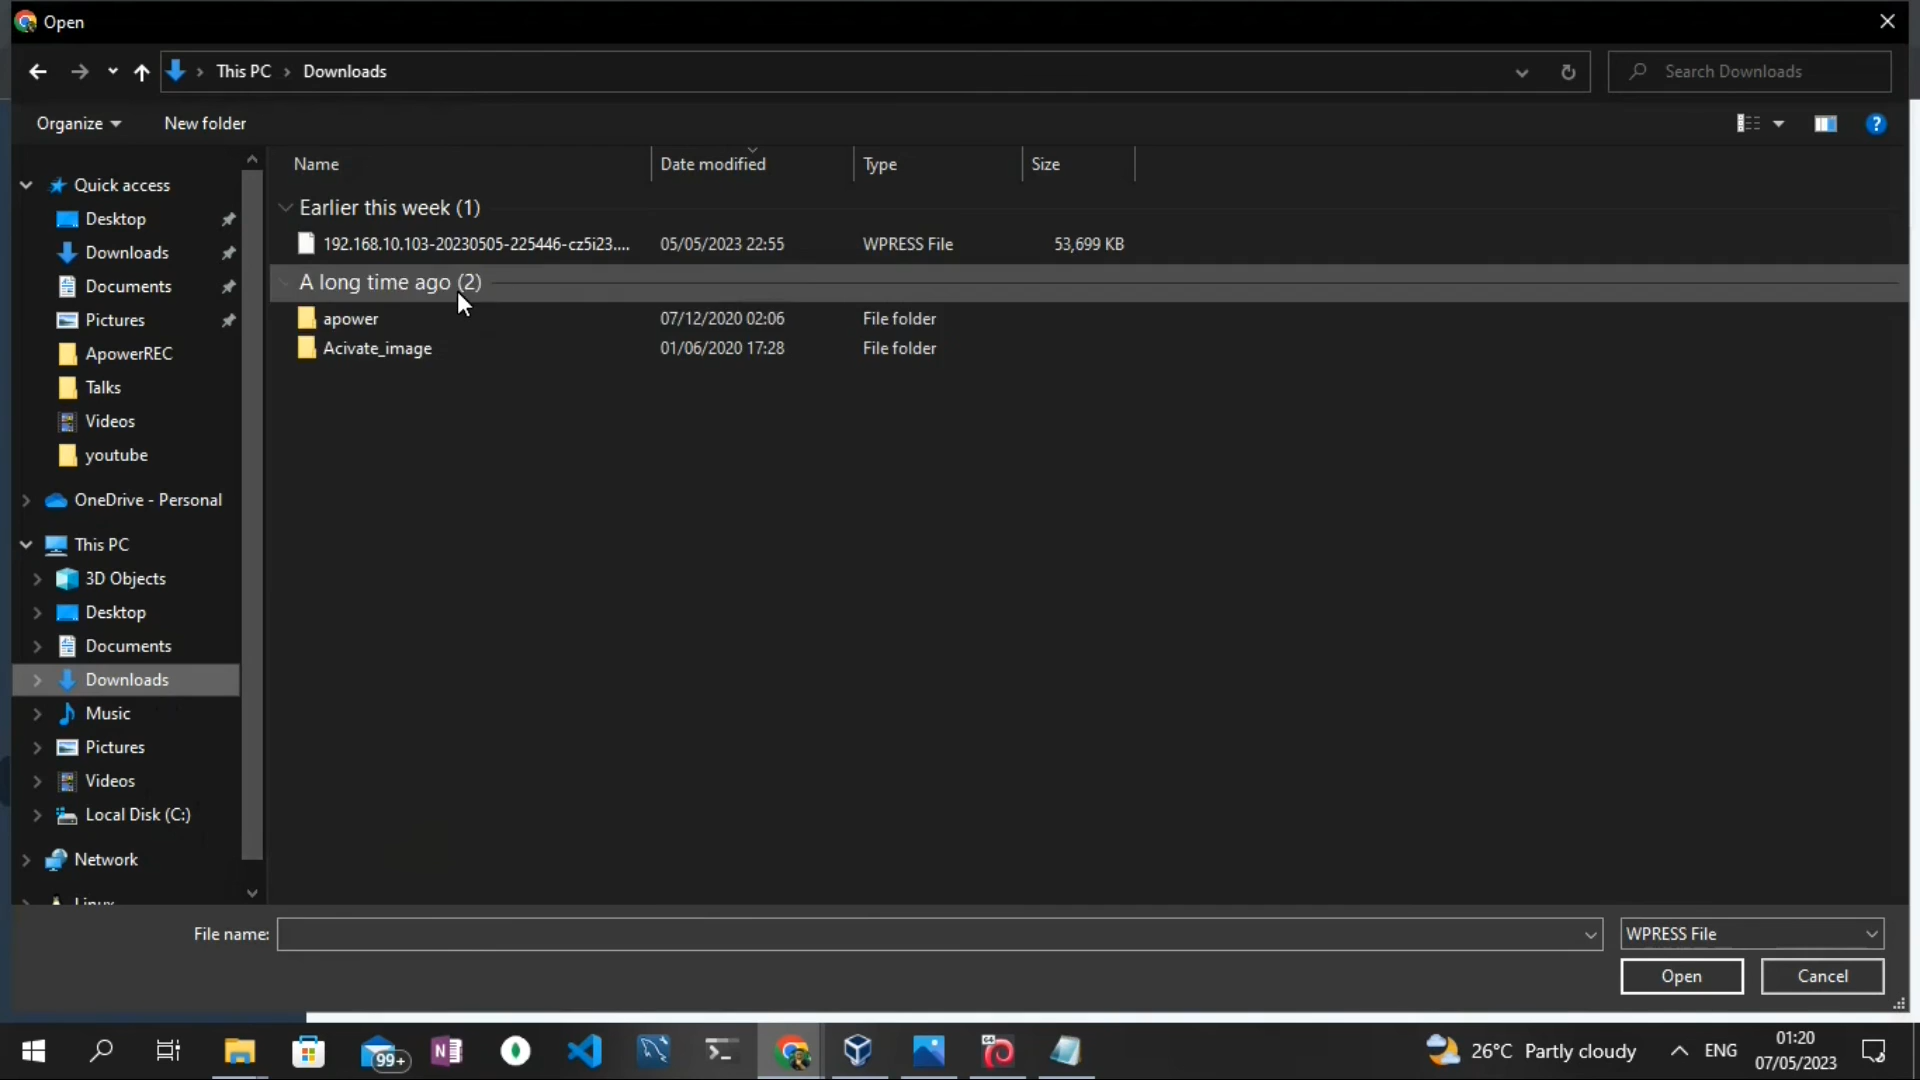 Open
This PC > Downloads
Search Downloads
Organize
New folder
Name
Date modified
Type
Size
Quick access
Desktop
Downloads
Documents
Pictures
ApowerREC
Talks
Videos
youtube
OneDrive - Personal
This PC
3D Objects
Desktop
Documents
Downloads
Music
Pictures
Videos
Local Disk (C:)
Network
Linux
Earlier this week (1)
192.168.10.103-20230505-225446-cz5i23.... 05/05/2023 22:55 WPRESS File 53,699 KB
A long time ago (2)
apower 07/12/2020 02:06 File folder
Acivate_image 01/06/2020 17:28 File folder
File name:
WPRESS File
Open
Cancel
99+
64
26°C Partly cloudy
ENG
01:20
07/05/2023